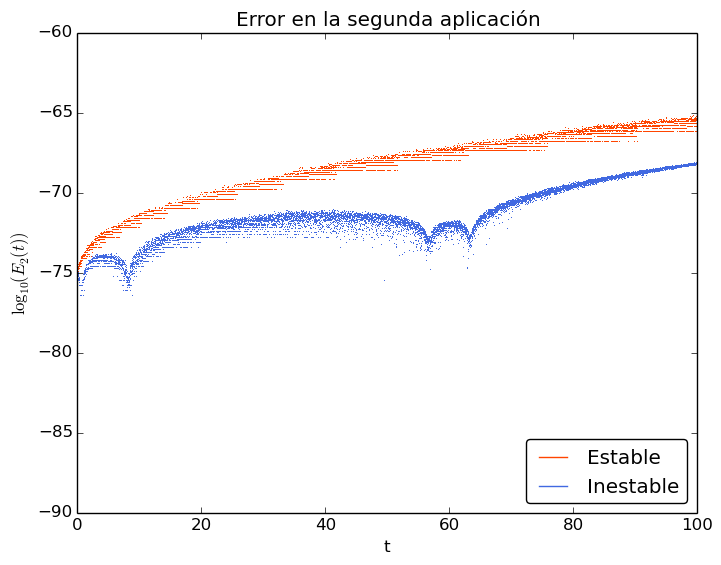 Error en la segunda aplicación
−60
−65
−70
−75
−80
−85
−90
log₁₀(E₂(t))
0 20 40 60 80 100
t
Estable
Inestable